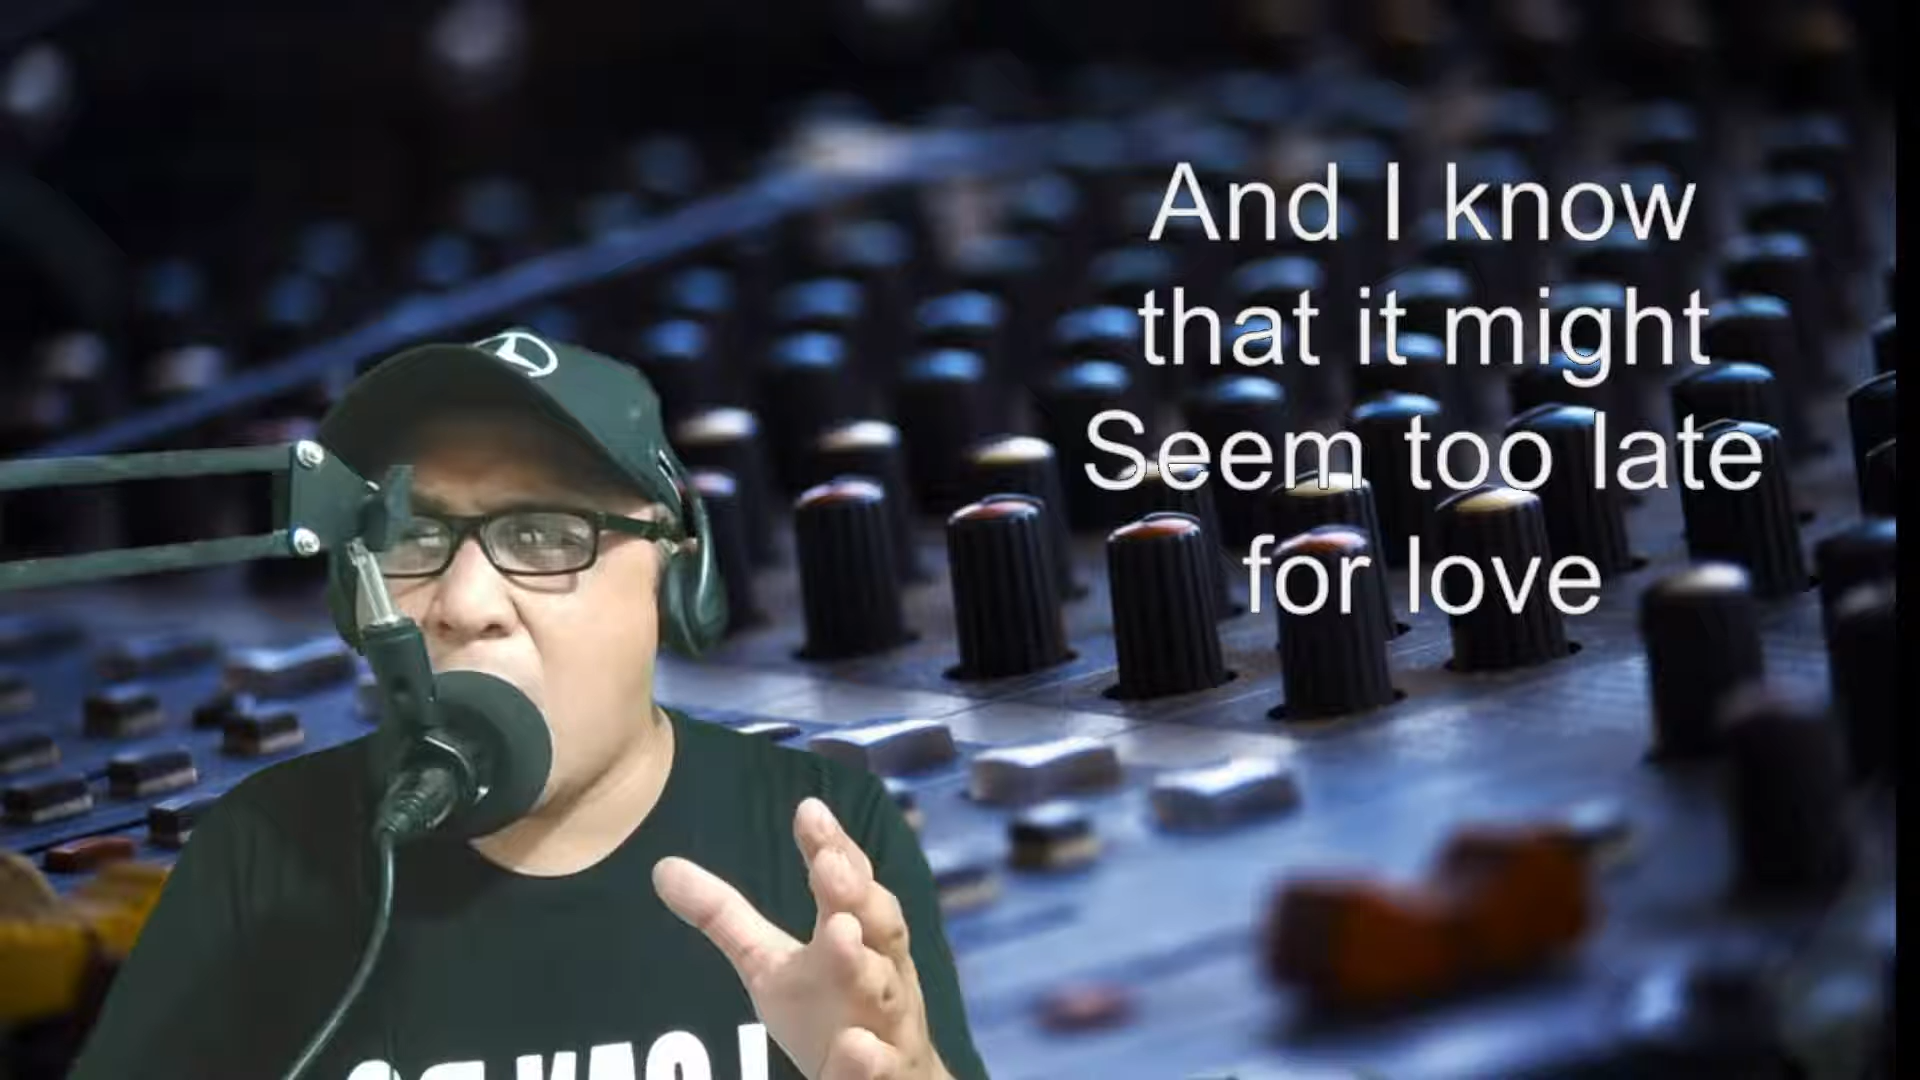 And I know
that it might
Seem too late
for love